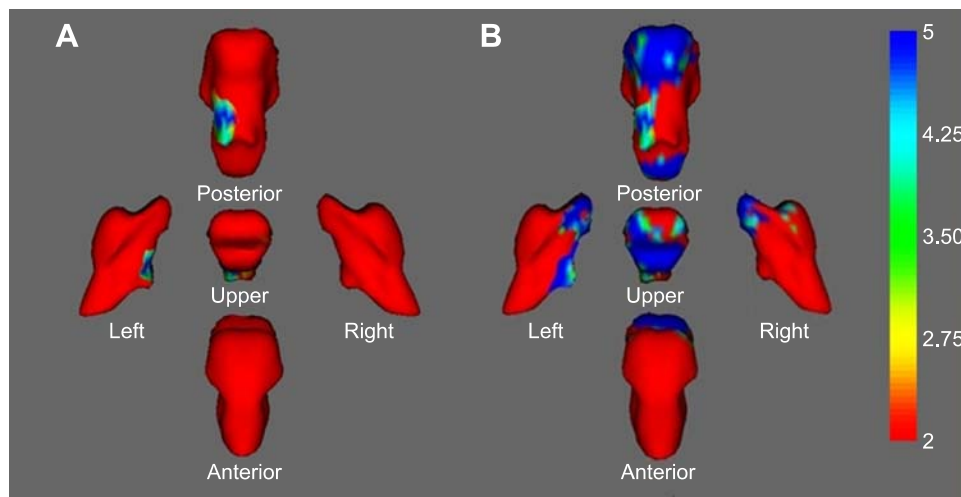 A
B
5
4.25
3.50
2.75
2
Posterior
Posterior
Upper
Upper
Left
Right
Left
Right
Anterior
Anterior